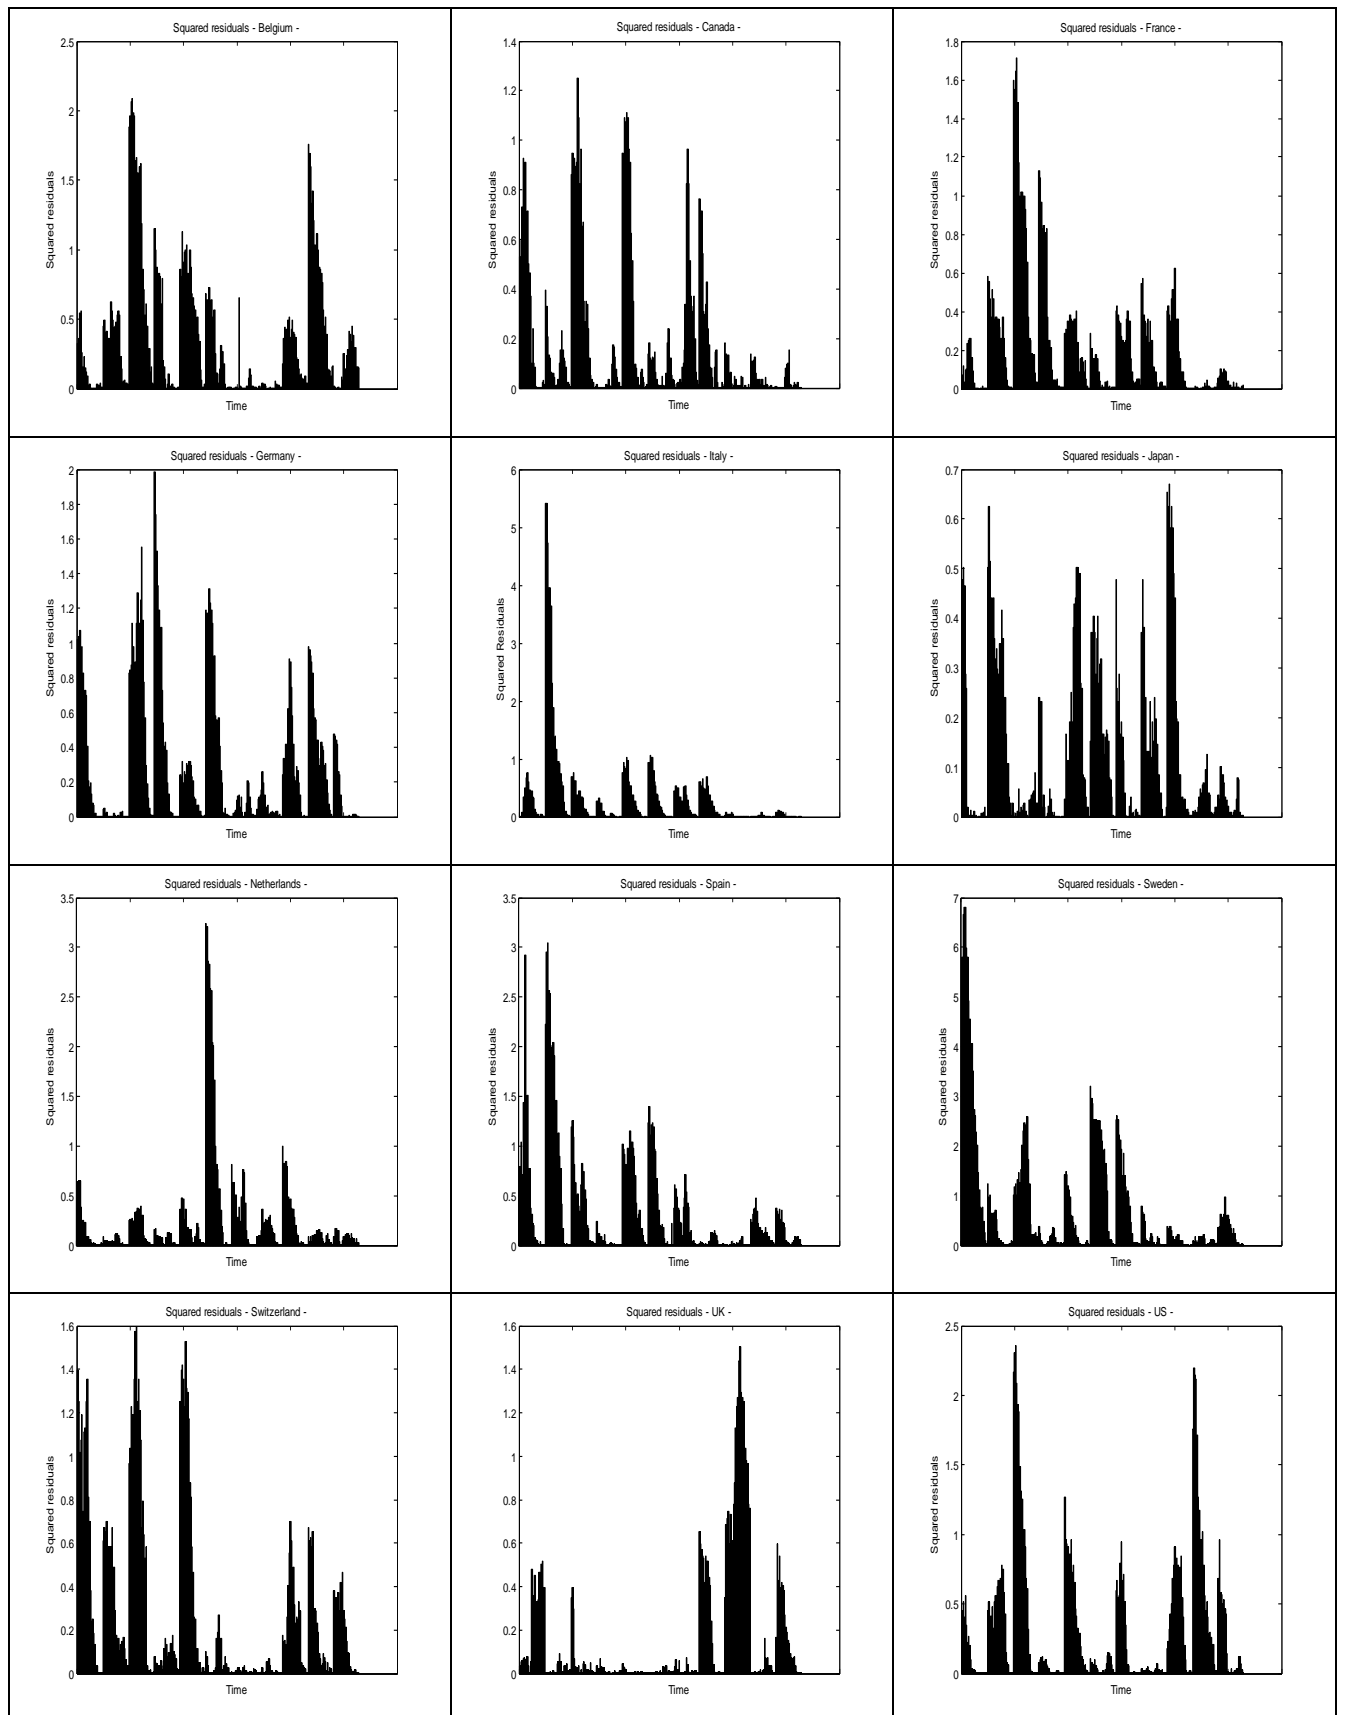 Squared residuals - Belgium -
2.5
2
1.5
1
0.5
0
Squared residuals
Time
Squared residuals - Canada -
1.4
1.2
1
0.8
0.6
0.4
0.2
0
Squared residuals
Time
Squared residuals - France -
1.8
1.6
1.4
1.2
1
0.8
0.6
0.4
0.2
0
Squared residuals
Time
Squared residuals - Germany -
2
1.8
1.6
1.4
1.2
1
0.8
0.6
0.4
0.2
0
Squared residuals
Time
Squared residuals - Italy -
6
5
4
3
2
1
0
Squared Residuals
Time
Squared residuals - Japan -
0.7
0.6
0.5
0.4
0.3
0.2
0.1
0
Squared residuals
Time
Squared residuals - Netherlands -
3.5
3
2.5
2
1.5
1
0.5
0
Squared residuals
Time
Squared residuals - Spain -
3.5
3
2.5
2
1.5
1
0.5
0
Squared residuals
Time
Squared residuals - Sweden -
7
6
5
4
3
2
1
0
Squared residuals
Time
Squared residuals - Switzerland -
1.6
1.4
1.2
1
0.8
0.6
0.4
0.2
0
Squared residuals
Time
Squared residuals - UK -
1.6
1.4
1.2
1
0.8
0.6
0.4
0.2
0
Squared residuals
Time
Squared residuals - US -
2.5
2
1.5
1
0.5
0
Squared residuals
Time